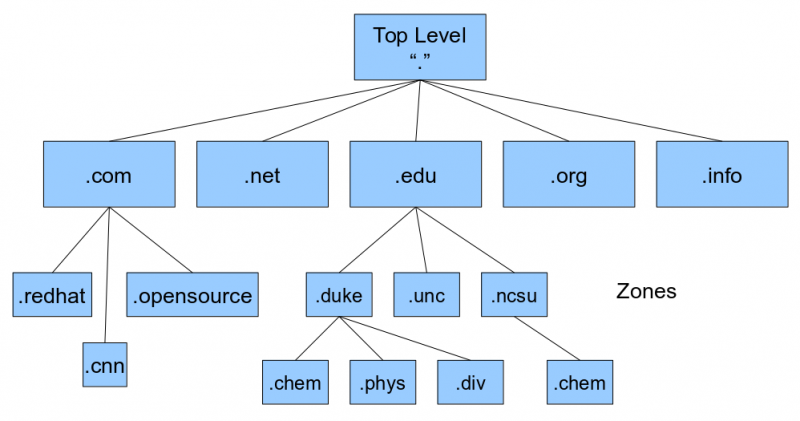 Top Level
“.”
.com
.net
.edu
.org
.info
.redhat
.opensource
.duke
.unc
.ncsu
Zones
.cnn
.chem
.phys
.div
.chem